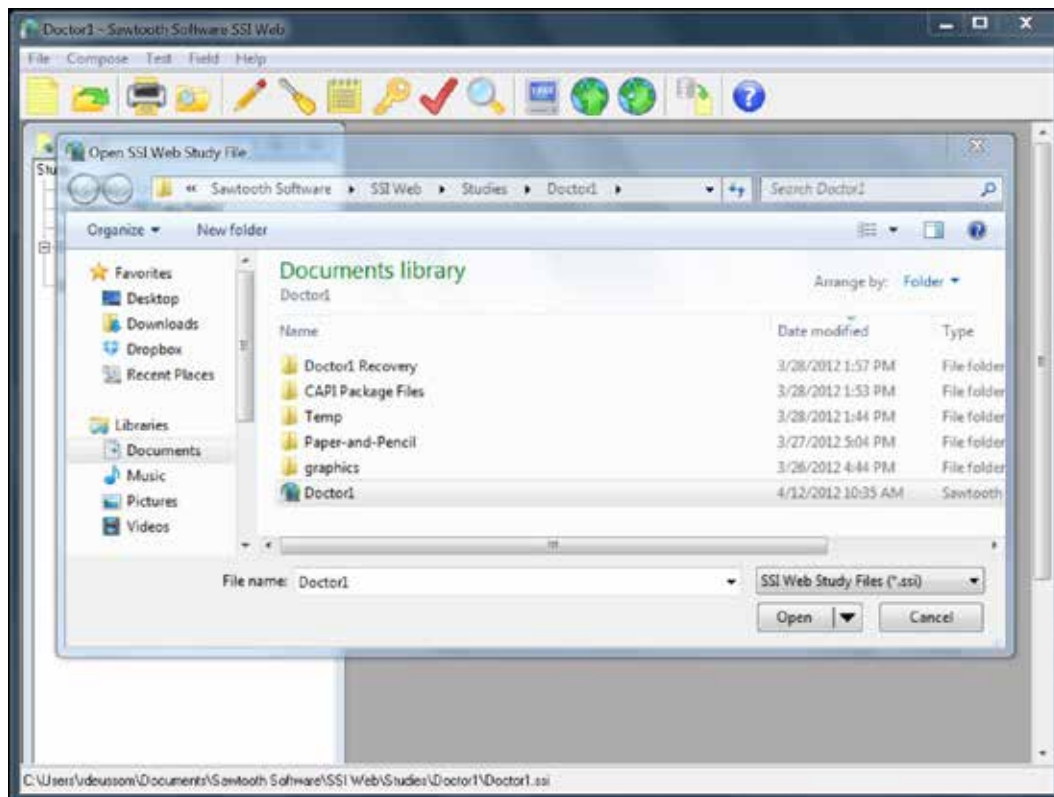 Doctor1 - Sawtooth Software SSI Web
File Compose Test Field Help
Open SSI Web Study File
Stu
« Sawtooth Software ▸ SSI Web ▸ Studies ▸ Doctor1 ▸ Search Doctor1
Organize New folder
Favorites
Desktop
Downloads
Dropbox
Recent Places
Libraries
Documents
Music
Pictures
Videos
Documents library
Doctor1
Arrange by: Folder
Name Date modified Type
Doctor1 Recovery 3/28/2012 1:57 PM File folder
CAPI Package Files 3/28/2012 1:53 PM File folder
Temp 3/28/2012 1:44 PM File folder
Paper-and-Pencil 3/27/2012 5:04 PM File folder
graphics 3/26/2012 4:44 PM File folder
Doctor1 4/12/2012 10:35 AM Sawtooth
File name: Doctor1 SSI Web Study Files (*.ssi)
Open Cancel
C:\Users\vdeussom\Documents\Sawtooth Software\SSI Web\Studies\Doctor1\Doctor1.ssi